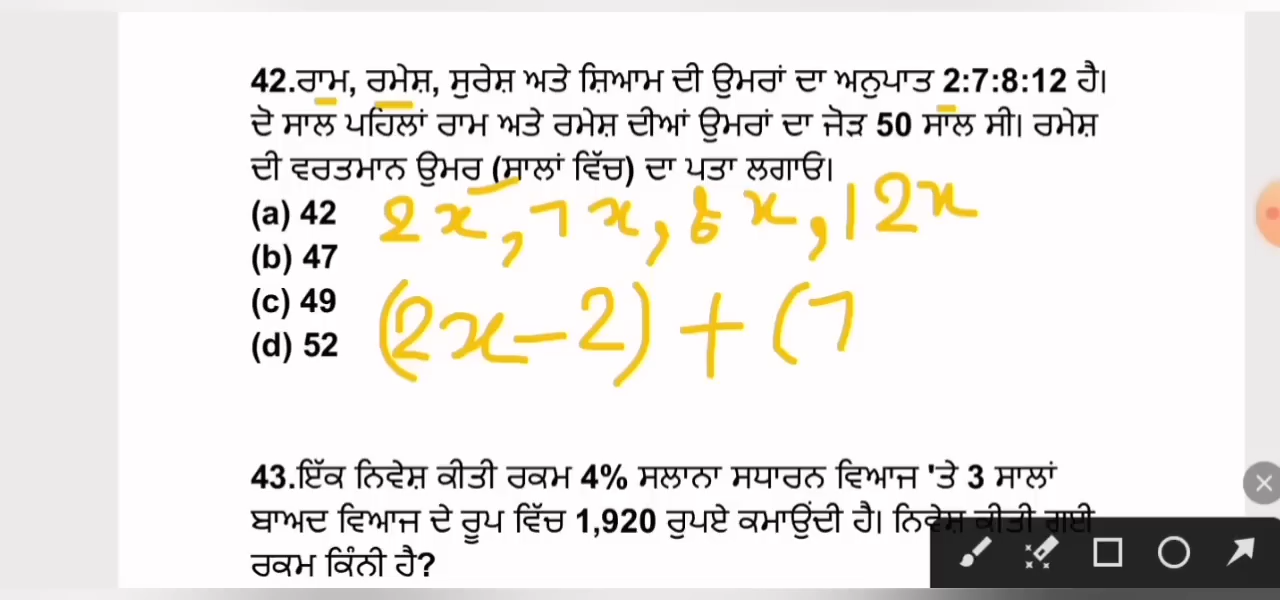 42.ਰਾਮ, ਰਮੇਸ਼, ਸੁਰੇਸ਼ ਅਤੇ ਸ਼ਿਆਮ ਦੀ ਉਮਰਾਂ ਦਾ ਅਨੁਪਾਤ 2:7:8:12 ਹੈ।
ਦੋ ਸਾਲ ਪਹਿਲਾਂ ਰਾਮ ਅਤੇ ਰਮੇਸ਼ ਦੀਆਂ ਉਮਰਾਂ ਦਾ ਜੋੜ 50 ਸਾਲ ਸੀ। ਰਮੇਸ਼
ਦੀ ਵਰਤਮਾਨ ਉਮਰ (ਸਾਲਾਂ ਵਿੱਚ) ਦਾ ਪਤਾ ਲਗਾਓ।
(a) 42
2x, 7x, 8x, 12x
(b) 47
(c) 49
(2x-2) + (7
(d) 52
43.ਇੱਕ ਨਿਵੇਸ਼ ਕੀਤੀ ਰਕਮ 4% ਸਲਾਨਾ ਸਧਾਰਨ ਵਿਆਜ 'ਤੇ 3 ਸਾਲਾਂ
ਬਾਅਦ ਵਿਆਜ ਦੇ ਰੂਪ ਵਿੱਚ 1,920 ਰੁਪਏ ਕਮਾਉਂਦੀ ਹੈ। ਨਿਵੇਸ਼ ਕੀਤੀ ਗਈ
ਰਕਮ ਕਿੰਨੀ ਹੈ?